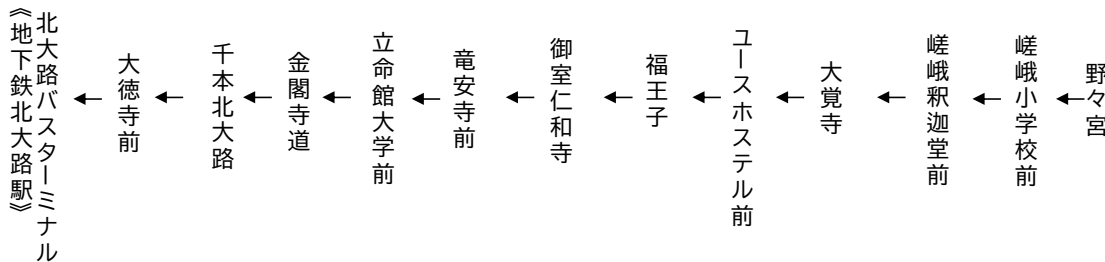 野々宮
嵯峨小学校前
嵯峨釈迦堂前
大覚寺
ユースホステル前
福王子
御室仁和寺
竜安寺前
立命館大学前
金閣寺道
千本北大路
大徳寺前
北大路バスターミナル
《地下鉄北大路駅》